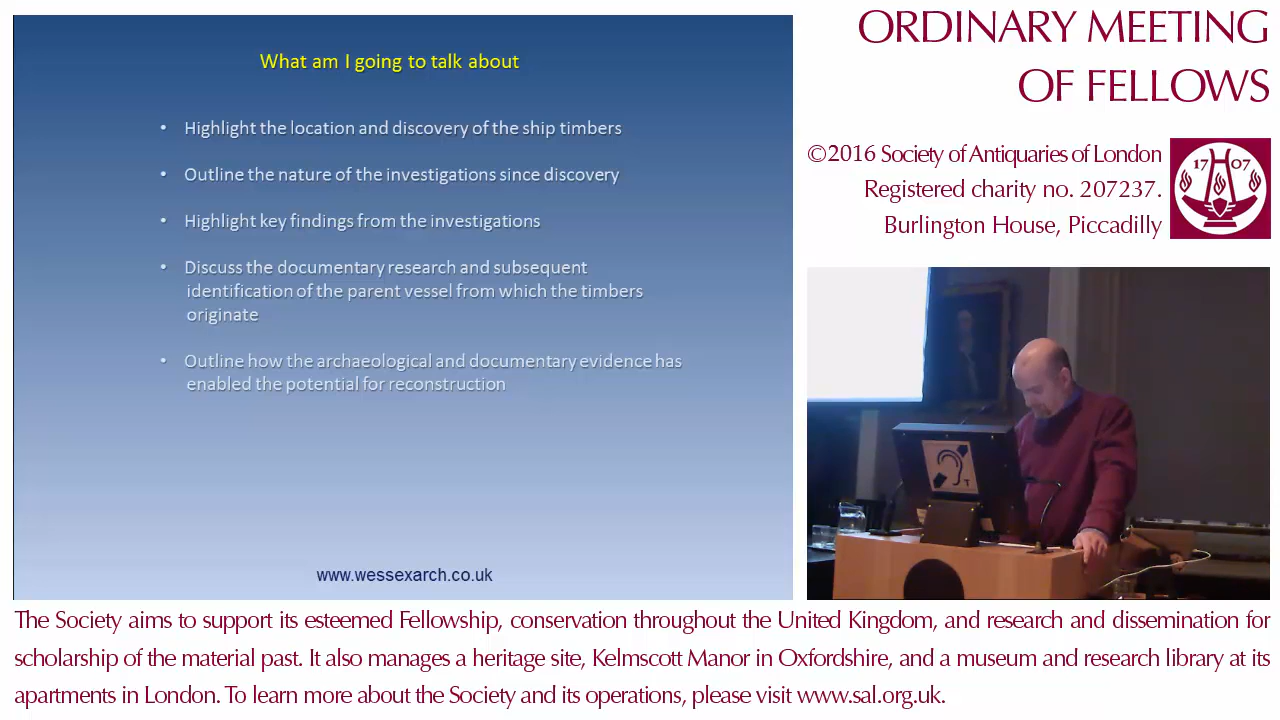 What am I going to talk about
• Highlight the location and discovery of the ship timbers
• Outline the nature of the investigations since discovery
• Highlight key findings from the investigations
• Discuss the documentary research and subsequent
identification of the parent vessel from which the timbers
originate
• Outline how the archaeological and documentary evidence has
enabled the potential for reconstruction
www.wessexarch.co.uk
ORDINARY MEETING
OF FELLOWS
©2016 Society of Antiquaries of London
Registered charity no. 207237.
Burlington House, Piccadilly
17 07
T
The Society aims to support its esteemed Fellowship, conservation throughout the United Kingdom, and research and dissemination for
scholarship of the material past. It also manages a heritage site, Kelmscott Manor in Oxfordshire, and a museum and research library at its
apartments in London. To learn more about the Society and its operations, please visit www.sal.org.uk.